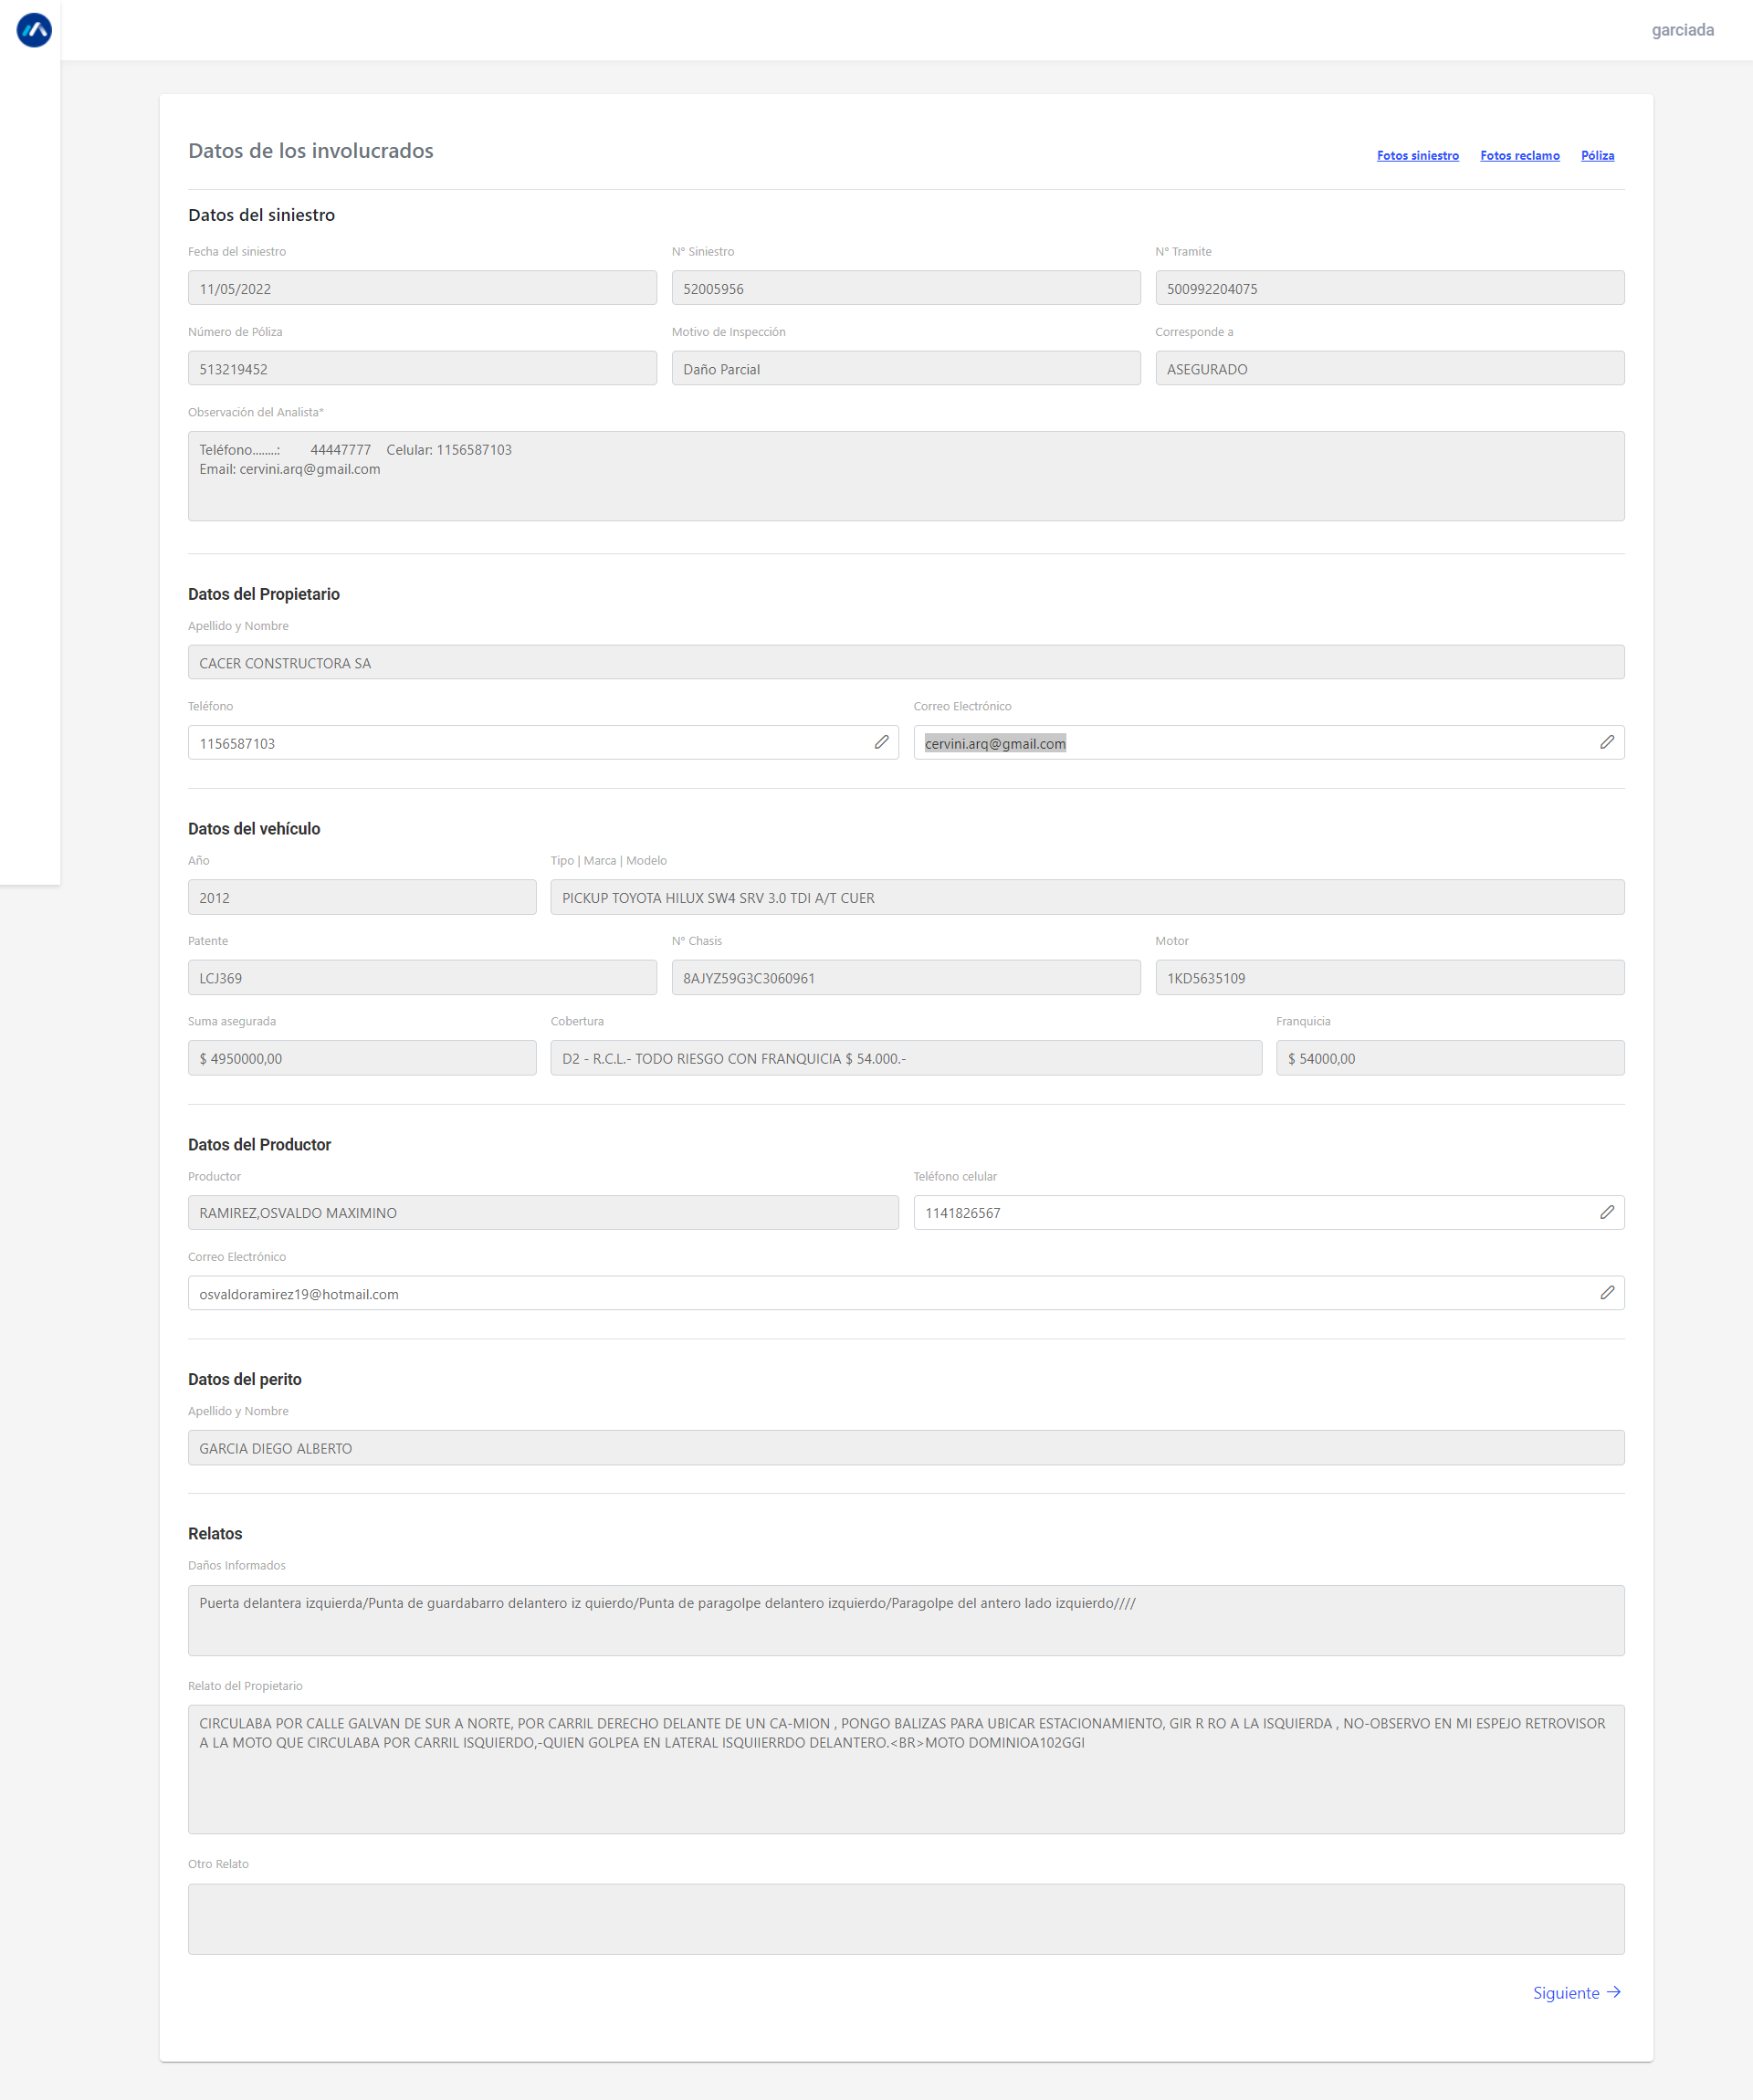 garciada
Datos de los involucrados
Fotos siniestro Fotos reclamo Póliza
Datos del siniestro
Fecha del siniestro N° Siniestro N° Tramite
11/05/2022 52005956 500992204075
Número de Póliza Motivo de Inspección Corresponde a
513219452 Daño Parcial ASEGURADO
Observación del Analista*
Teléfono........: 44447777 Celular: 1156587103
Email: cervini.arq@gmail.com
Datos del Propietario
Apellido y Nombre
CACER CONSTRUCTORA SA
Teléfono Correo Electrónico
1156587103 cervini.arq@gmail.com
Datos del vehículo
Año Tipo | Marca | Modelo
2012 PICKUP TOYOTA HILUX SW4 SRV 3.0 TDI A/T CUER
Patente N° Chasis Motor
LCJ369 8AJYZ59G3C3060961 1KD5635109
Suma asegurada Cobertura Franquicia
$ 4950000,00 D2 - R.C.L.- TODO RIESGO CON FRANQUICIA $ 54.000.- $ 54000,00
Datos del Productor
Productor Teléfono celular
RAMIREZ,OSVALDO MAXIMINO 1141826567
Correo Electrónico
osvaldoramirez19@hotmail.com
Datos del perito
Apellido y Nombre
GARCIA DIEGO ALBERTO
Relatos
Daños Informados
Puerta delantera izquierda/Punta de guardabarro delantero iz quierdo/Punta de paragolpe delantero izquierdo/Paragolpe del antero lado izquierdo////
Relato del Propietario
CIRCULABA POR CALLE GALVAN DE SUR A NORTE, POR CARRIL DERECHO DELANTE DE UN CA-MION , PONGO BALIZAS PARA UBICAR ESTACIONAMIENTO, GIR R RO A LA ISQUIERDA , NO-OBSERVO EN MI ESPEJO RETROVISOR
A LA MOTO QUE CIRCULABA POR CARRIL ISQUIERDO,-QUIEN GOLPEA EN LATERAL ISQUIIERRDO DELANTERO.<BR>MOTO DOMINIOA102GGI
Otro Relato
Siguiente →